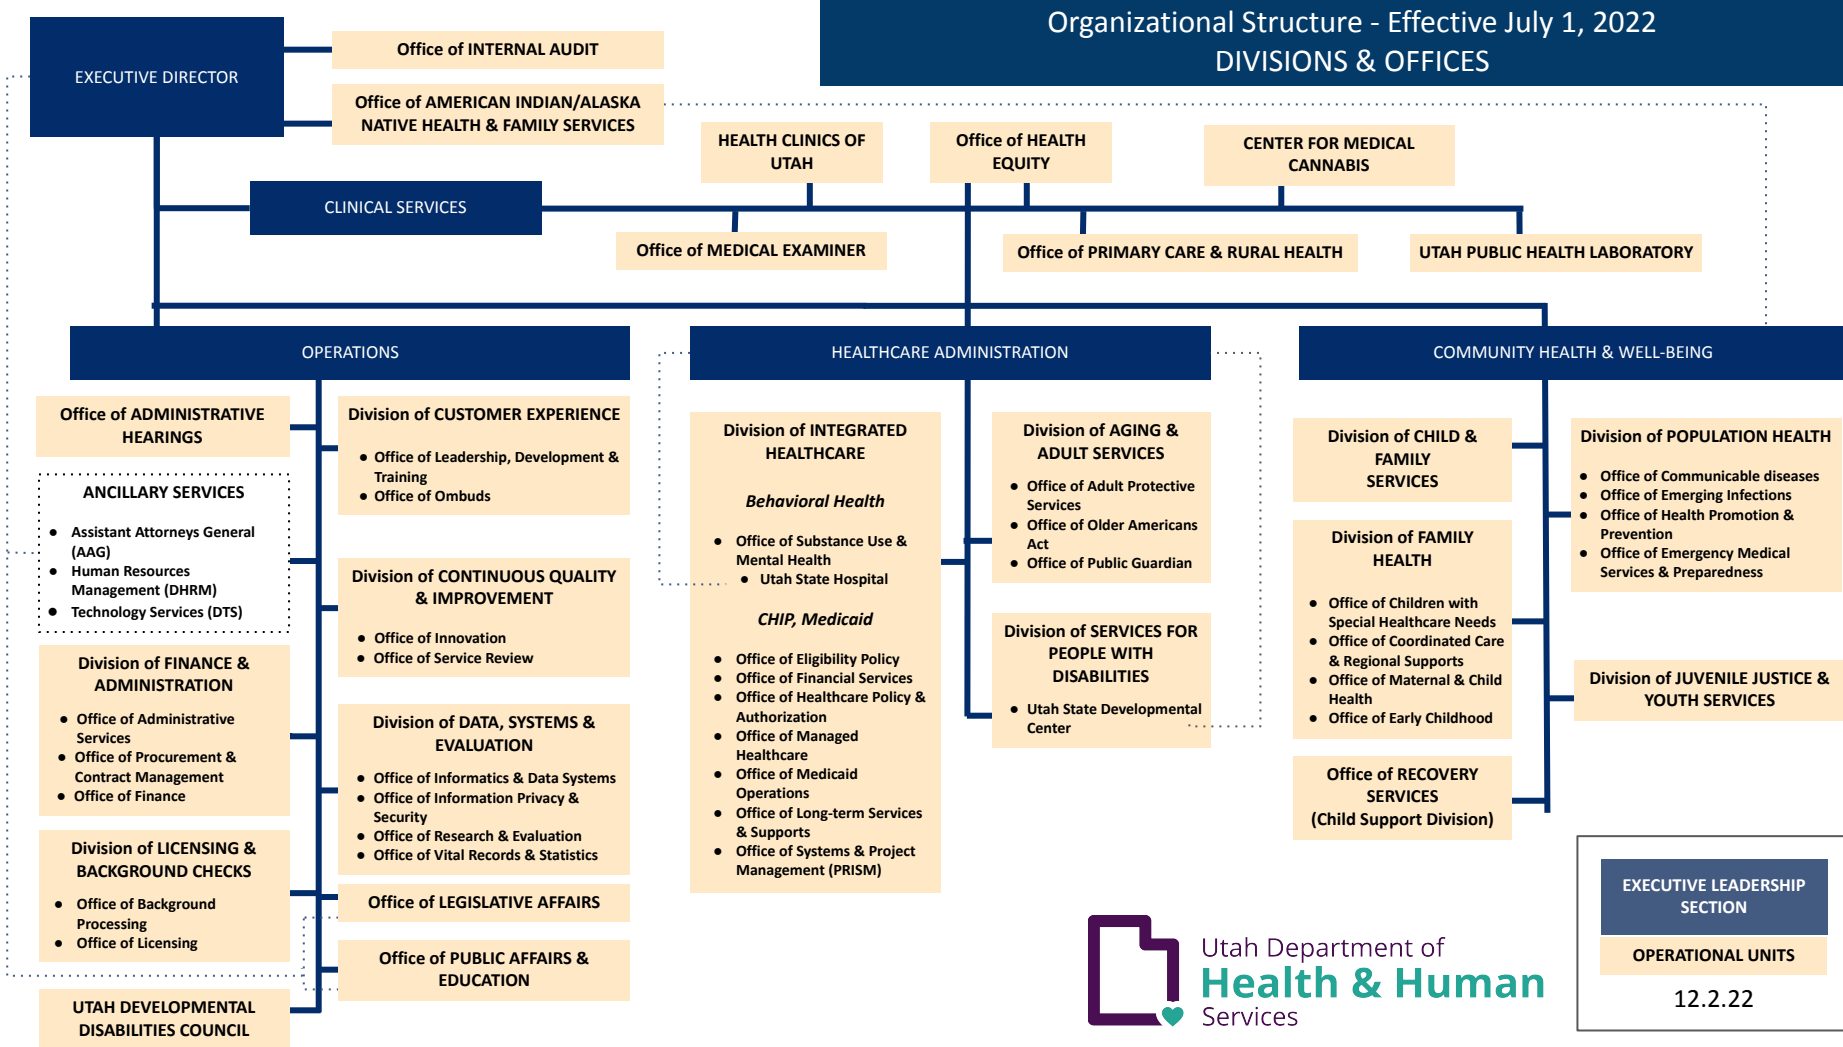 Organizational Structure - Effective July 1, 2022
DIVISIONS & OFFICES
EXECUTIVE DIRECTOR
Office of INTERNAL AUDIT
Office of AMERICAN INDIAN/ALASKA
NATIVE HEALTH & FAMILY SERVICES
HEALTH CLINICS OF
UTAH
Office of HEALTH
EQUITY
CENTER FOR MEDICAL
CANNABIS
CLINICAL SERVICES
Office of MEDICAL EXAMINER
Office of PRIMARY CARE & RURAL HEALTH
UTAH PUBLIC HEALTH LABORATORY
OPERATIONS
Office of ADMINISTRATIVE
HEARINGS
ANCILLARY SERVICES
● Assistant Attorneys General
(AAG)
● Human Resources
Management (DHRM)
● Technology Services (DTS)
Division of FINANCE &
ADMINISTRATION
● Office of Administrative
Services
● Office of Procurement &
Contract Management
● Office of Finance
Division of LICENSING &
BACKGROUND CHECKS
● Office of Background
Processing
● Office of Licensing
UTAH DEVELOPMENTAL
DISABILITIES COUNCIL
Division of CUSTOMER EXPERIENCE
● Office of Leadership, Development &
Training
● Office of Ombuds
Division of CONTINUOUS QUALITY
& IMPROVEMENT
● Office of Innovation
● Office of Service Review
Division of DATA, SYSTEMS &
EVALUATION
● Office of Informatics & Data Systems
● Office of Information Privacy &
Security
● Office of Research & Evaluation
● Office of Vital Records & Statistics
Office of LEGISLATIVE AFFAIRS
Office of PUBLIC AFFAIRS &
EDUCATION
HEALTHCARE ADMINISTRATION
Division of INTEGRATED
HEALTHCARE
Behavioral Health
● Office of Substance Use &
Mental Health
● Utah State Hospital
CHIP, Medicaid
● Office of Eligibility Policy
● Office of Financial Services
● Office of Healthcare Policy &
Authorization
● Office of Managed
Healthcare
● Office of Medicaid
Operations
● Office of Long-term Services
& Supports
● Office of Systems & Project
Management (PRISM)
Division of AGING &
ADULT SERVICES
● Office of Adult Protective
Services
● Office of Older Americans
Act
● Office of Public Guardian
Division of SERVICES FOR
PEOPLE WITH
DISABILITIES
● Utah State Developmental
Center
COMMUNITY HEALTH & WELL-BEING
Division of CHILD &
FAMILY
SERVICES
Division of FAMILY
HEALTH
● Office of Children with
Special Healthcare Needs
● Office of Coordinated Care
& Regional Supports
● Office of Maternal & Child
Health
● Office of Early Childhood
Office of RECOVERY
SERVICES
(Child Support Division)
Division of POPULATION HEALTH
● Office of Communicable diseases
● Office of Emerging Infections
● Office of Health Promotion &
Prevention
● Office of Emergency Medical
Services & Preparedness
Division of JUVENILE JUSTICE &
YOUTH SERVICES
Utah Department of
Health & Human
Services
EXECUTIVE LEADERSHIP
SECTION
OPERATIONAL UNITS
12.2.22